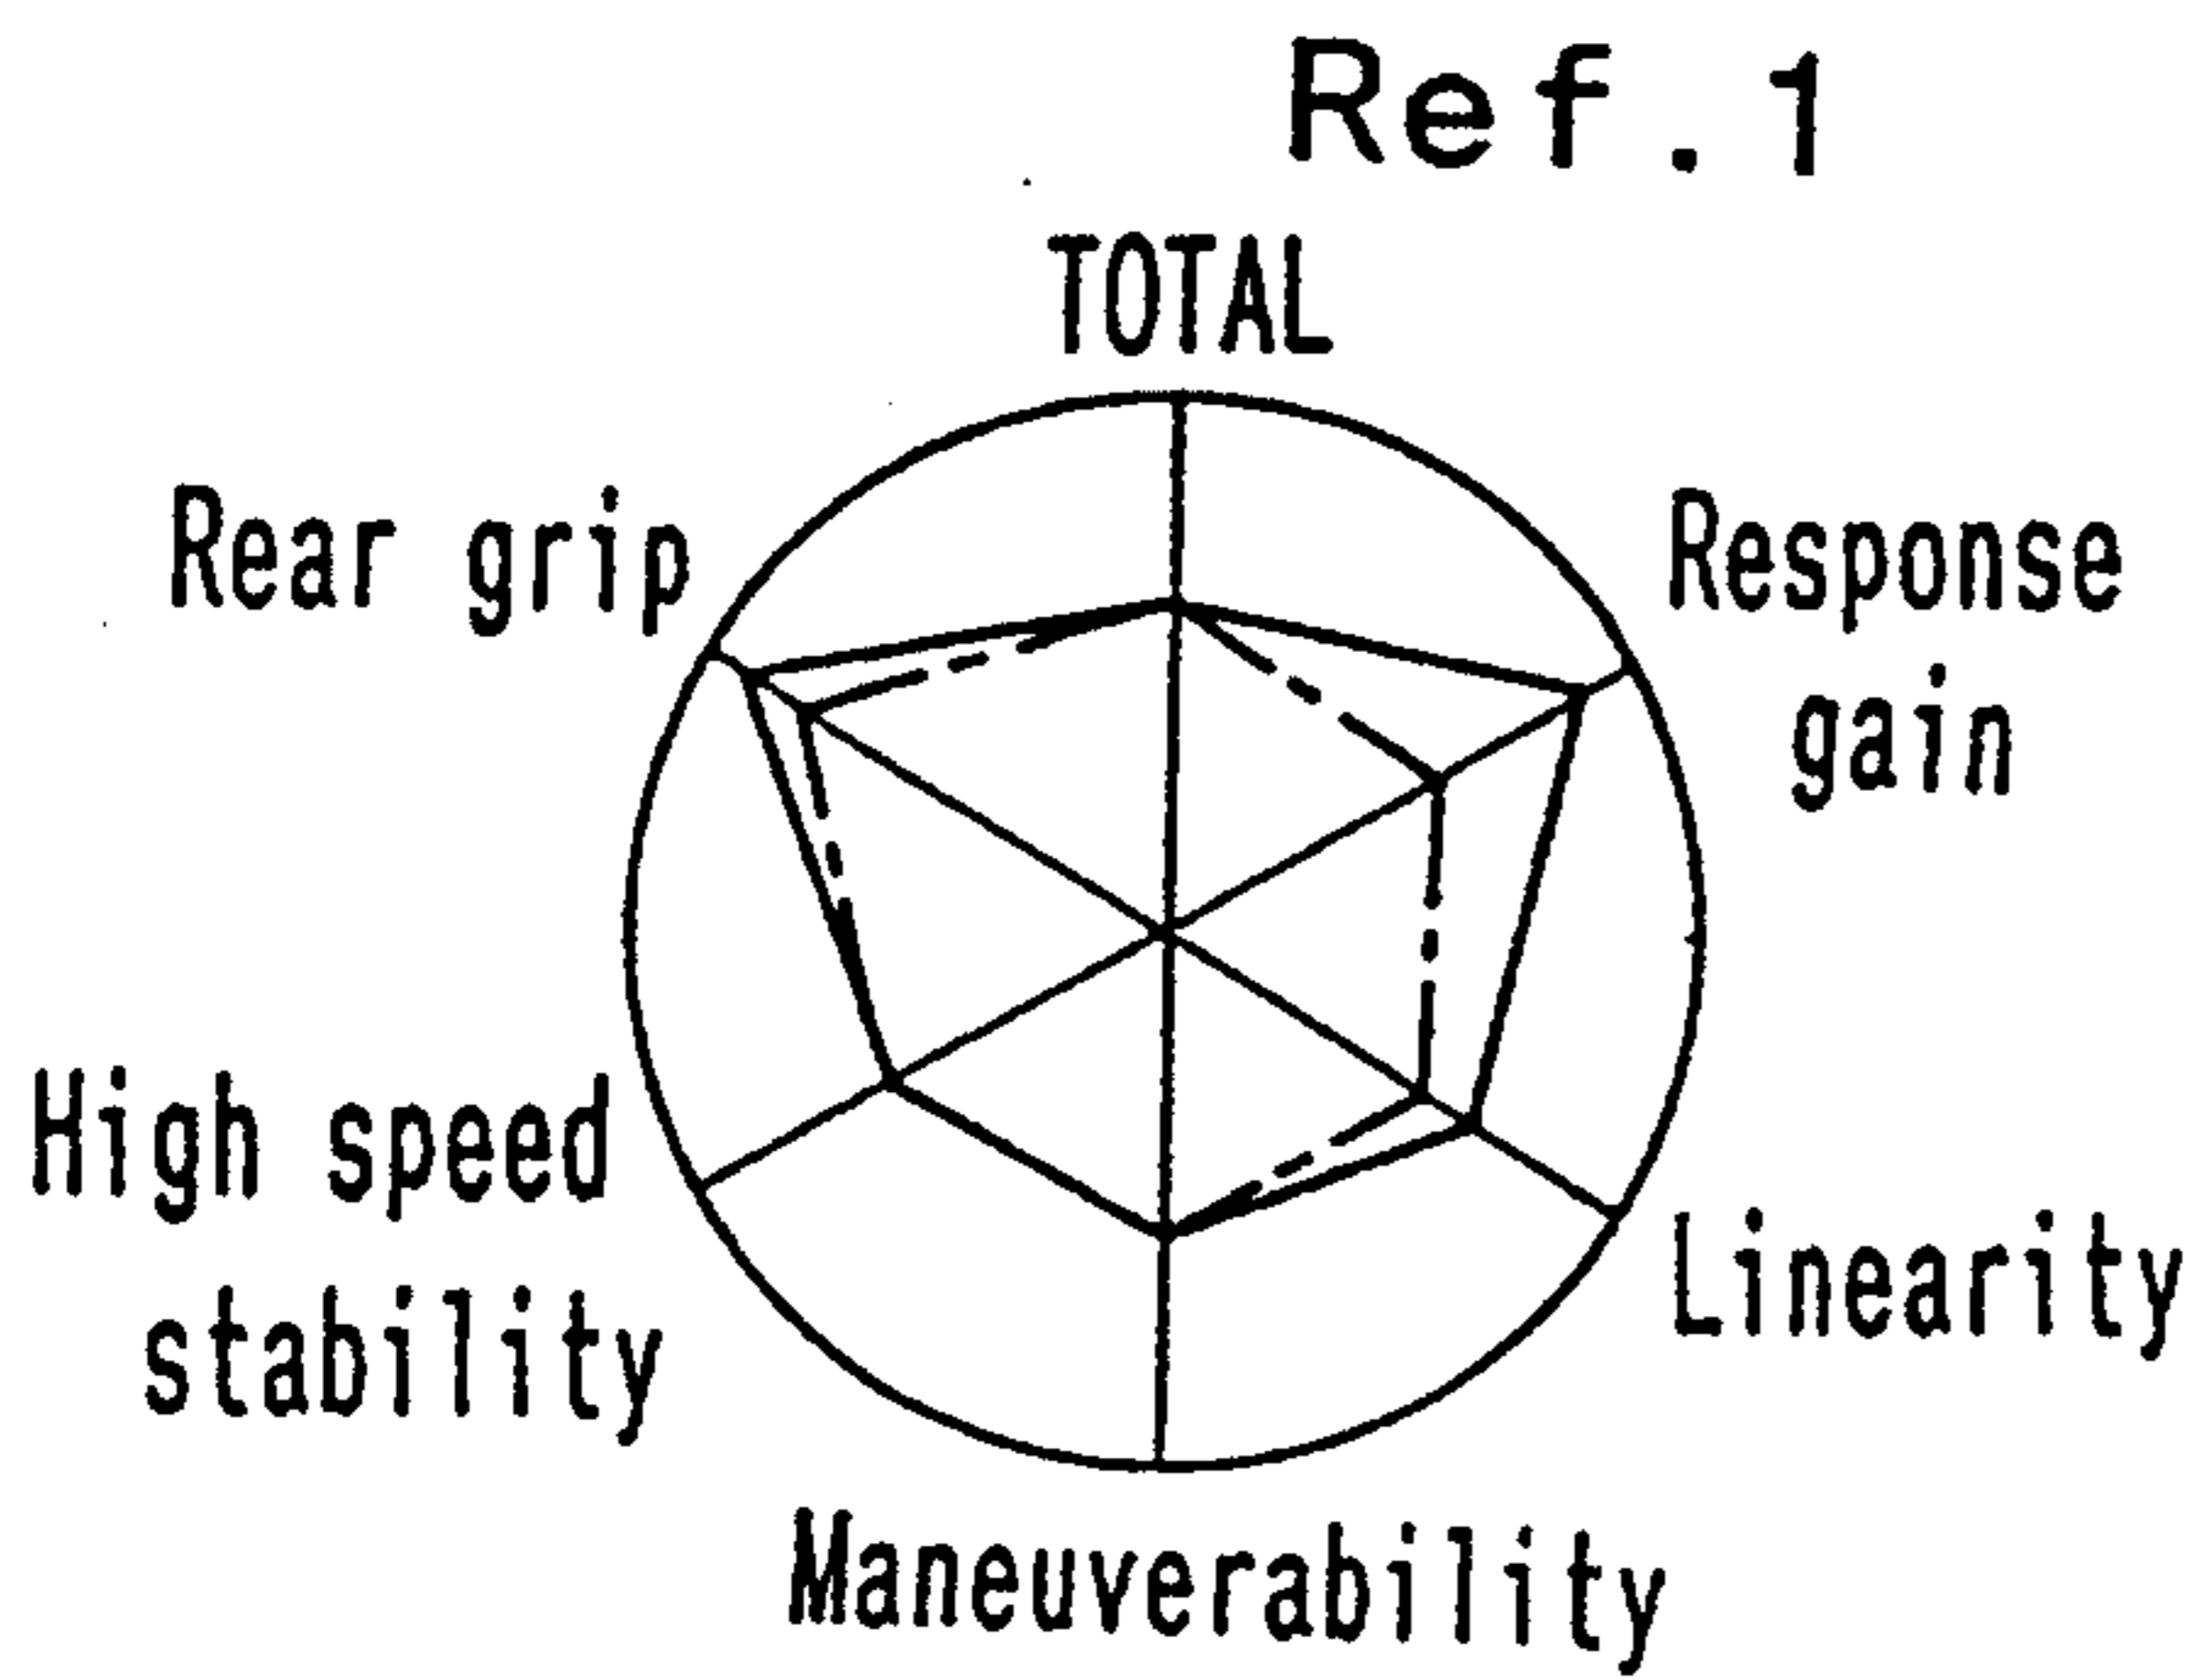 Ref.1
TOTAL
Rear grip
Response
gain
High speed
stability
Linearity
Maneuverability